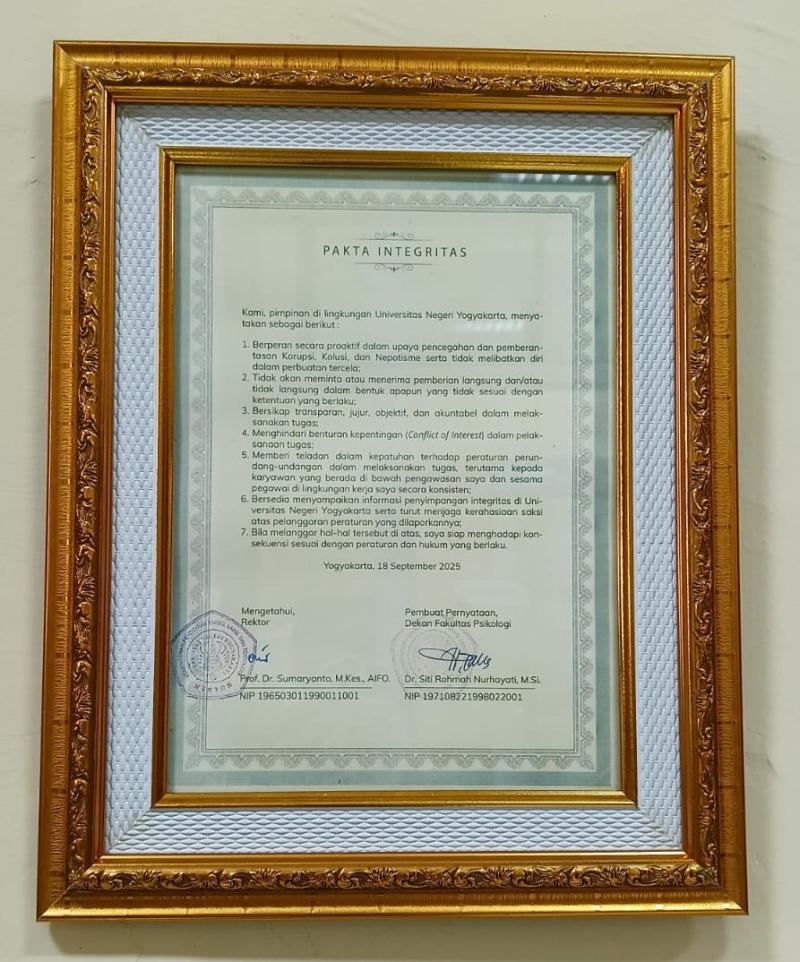 PAKTA INTEGRITAS
Kami, pimpinan di lingkungan Universitas Negeri Yogyakarta, menya-
takan sebagai berikut :
1. Berperan secara proaktif dalam upaya pencegahan dan pemberan-
tasan Korupsi, Kolusi, dan Nepotisme serta tidak melibatkan diri
dalam perbuatan tercela;
2. Tidak akan meminta atau menerima pemberian langsung dan/atau
tidak langsung dalam bentuk apapun yang tidak sesuai dengan
ketentuan yang berlaku;
3. Bersikap transparan, jujur, objektif, dan akuntabel dalam melak-
sanakan tugas;
4. Menghindari benturan kepentingan (Conflict of Interest) dalam pelak-
sanaan tugas;
5. Memberi teladan dalam kepatuhan terhadap peraturan perun-
dang-undangan dalam melaksanakan tugas, terutama kepada
karyawan yang berada di bawah pengawasan saya dan sesama
pegawai di lingkungan kerja saya secara konsisten;
6. Bersedia menyampaikan informasi penyimpangan integritas di Uni-
versitas Negeri Yogyakarta serta turut menjaga kerahasiaan saksi
atas pelanggaran peraturan yang dilaporkannya;
7. Bila melanggar hal-hal tersebut di atas, saya siap menghadapi kon-
sekuensi sesuai dengan peraturan dan hukum yang berlaku.
Yogyakarta, 18 September 2025
Mengetahui,
Rektor
Prof. Dr. Sumaryanto, M.Kes., AIFO.
NIP 196503011990011001
Pembuat Pernyataan,
Dekan Fakultas Psikologi
Dr. Siti Rohmah Nurhayati, M.Si.
NIP 197108221998022001
REKTOR